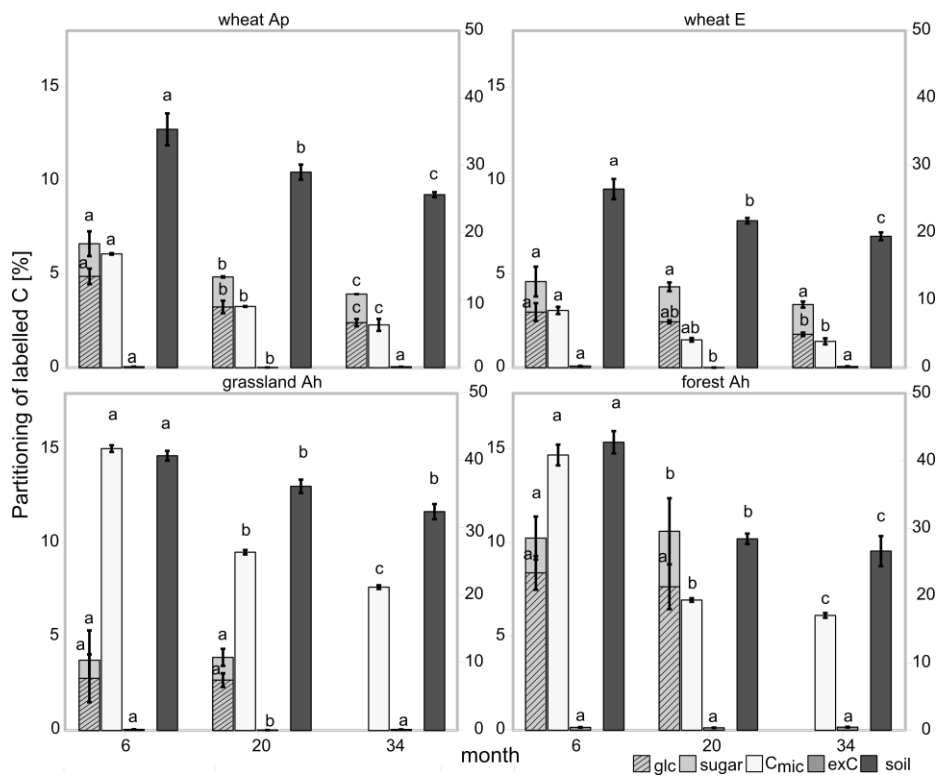 wheat Ap wheat E
50 50
a
15 40 15 40
a
b
a
30 30
10 c 10 b
a c
a 20 20
5 a b 5 a a
b b a a
c c 10 ab ab b b 10
a b a a b a
0 0 0 0
grassland Ah forest Ah
50 50
a a a a
15 40 15 40
b
a b
b c
30 b c 30
10 10 a a
c b
20 c 20
a
5 a 5
a a 10 10
a b a a a a
0 0 0 0
6 20 34 month 6 20 34
Partitioning of labelled C [%]
glc sugar Cmic exC soil